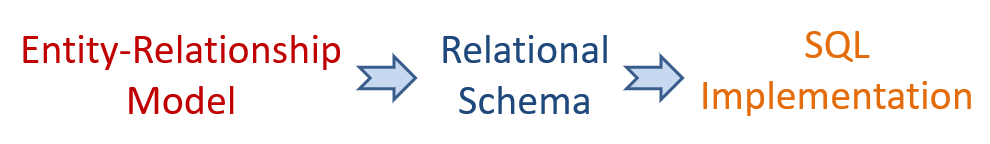 Entity-Relationship
Model
Relational
Schema
SQL
Implementation